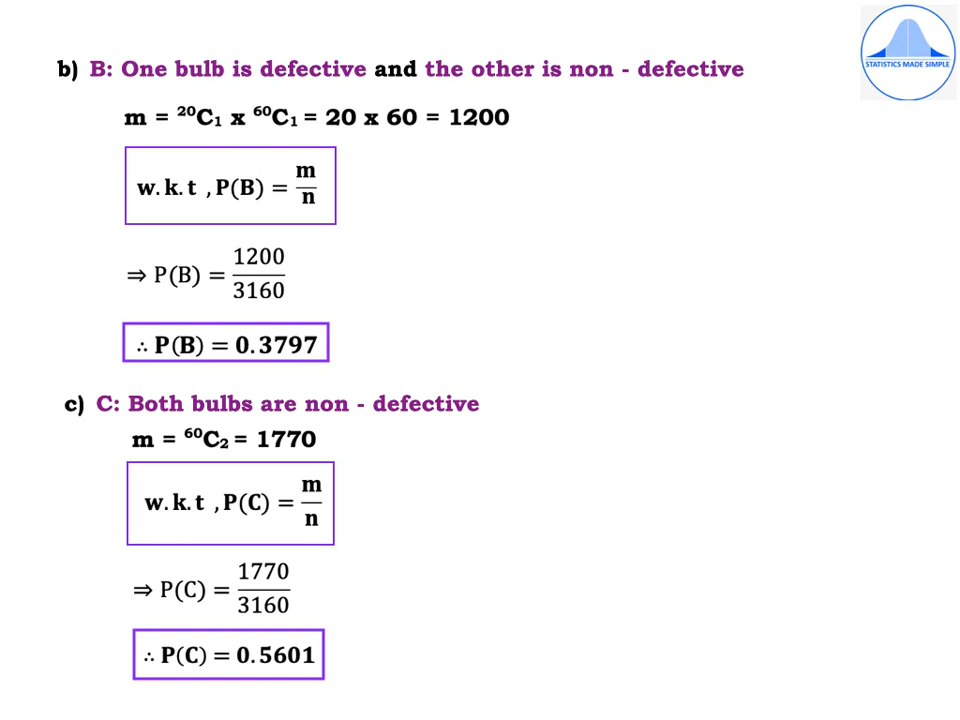 STATISTICS MADE SIMPLE
b) B: One bulb is defective and the other is non - defective
m = ²⁰C₁ x ⁶⁰C₁ = 20 x 60 = 1200
w.k.t , P(B) = m/n
⇒ P(B) = 1200/3160
∴ P(B) = 0.3797
c) C: Both bulbs are non - defective
m = ⁶⁰C₂ = 1770
w.k.t , P(C) = m/n
⇒ P(C) = 1770/3160
∴ P(C) = 0.5601